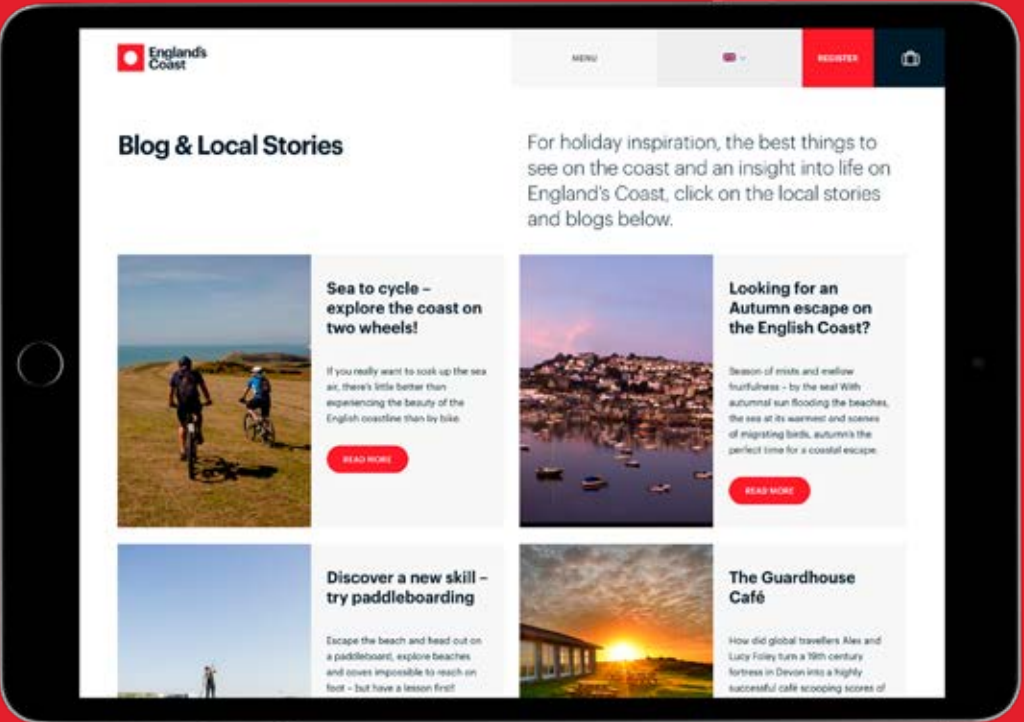 England's
Coast
MENU
REGISTER
Blog & Local Stories
For holiday inspiration, the best things to
see on the coast and an insight into life on
England's Coast, click on the local stories
and blogs below.
Sea to cycle –
explore the coast on
two wheels!
If you really want to soak up the sea
air, there's little better than
experiencing the beauty of the
English coastline than by bike.
READ MORE
Looking for an
Autumn escape on
the English Coast?
Season of mists and mellow
fruitfulness – by the sea! With
autumnal sun flooding the beaches,
the sea at its warmest and scenes
of migrating birds, autumn's the
perfect time for a coastal escape.
READ MORE
Discover a new skill –
try paddleboarding
Escape the beach and head out on
a paddleboard, explore beaches
and coves impossible to reach on
foot – but have a lesson first!
The Guardhouse
Café
How did global travellers Alex and
Lucy Foley turn a 19th century
fortress in Devon into a highly
successful café scooping scores of